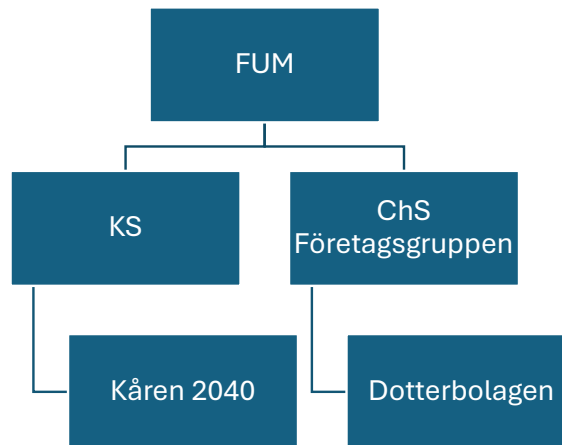 FUM
KS
ChS
Företagsgruppen
Kåren 2040
Dotterbolagen